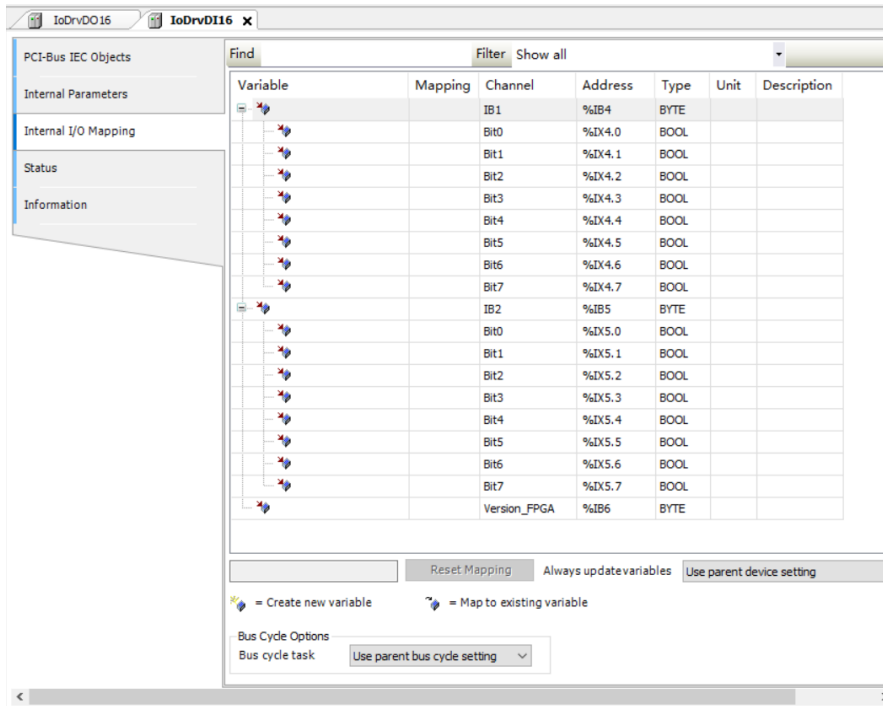 IoDrvDO16 IoDrvDI16 x
PCI-Bus IEC Objects
Internal Parameters
Internal I/O Mapping
Status
Information
Find Filter Show all
Variable Mapping Channel Address Type Unit Description
IB1 %IB4 BYTE
Bit0 %IX4.0 BOOL
Bit1 %IX4.1 BOOL
Bit2 %IX4.2 BOOL
Bit3 %IX4.3 BOOL
Bit4 %IX4.4 BOOL
Bit5 %IX4.5 BOOL
Bit6 %IX4.6 BOOL
Bit7 %IX4.7 BOOL
IB2 %IB5 BYTE
Bit0 %IX5.0 BOOL
Bit1 %IX5.1 BOOL
Bit2 %IX5.2 BOOL
Bit3 %IX5.3 BOOL
Bit4 %IX5.4 BOOL
Bit5 %IX5.5 BOOL
Bit6 %IX5.6 BOOL
Bit7 %IX5.7 BOOL
Version_FPGA %IB6 BYTE
Reset Mapping Always update variables Use parent device setting
= Create new variable = Map to existing variable
Bus Cycle Options
Bus cycle task Use parent bus cycle setting